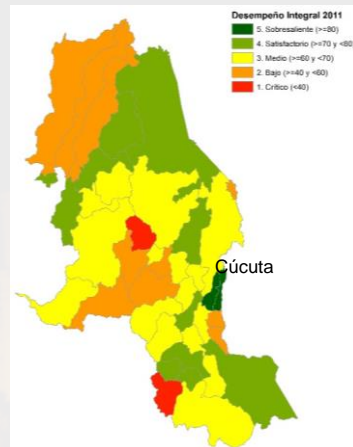 Desempeño Integral 2011
5. Sobresaliente (>=80)
4. Satisfactorio (>=70 y <80)
3. Medio (>=60 y <70)
2. Bajo (>=40 y <60)
1. Crítico (<40)
Cúcuta